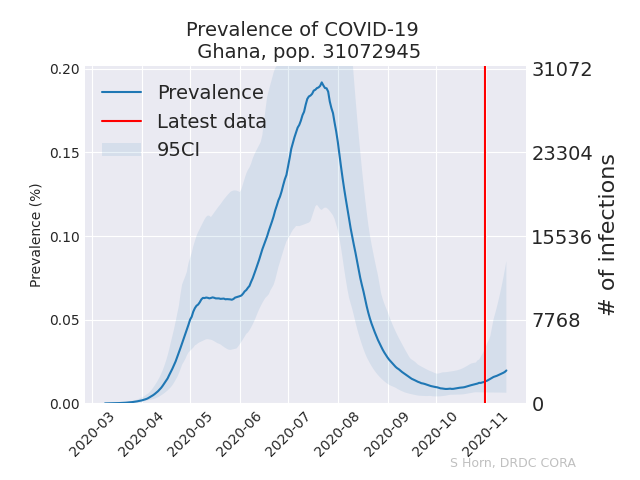 Prevalence of COVID-19
Ghana, pop. 31072945
Prevalence
Latest data
95CI
Prevalence (%)
0.20
0.15
0.10
0.05
0.00
31072
23304
15536
7768
0
# of infections
2020-03
2020-04
2020-05
2020-06
2020-07
2020-08
2020-09
2020-10
2020-11
S Horn, DRDC CORA